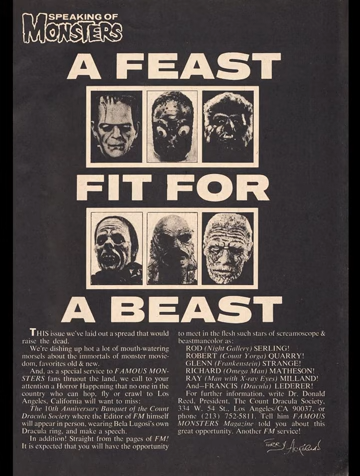 SPEAKING OF
MONSTERS
A FEAST
FIT FOR
A BEAST
THIS issue we've laid out a spread that would
raise the dead.
We're dishing up hot a lot of mouth-watering
morsels about the immortals of monster movie-
dom, favorites old & new.
And, as a special service to FAMOUS MON-
STERS fans thruout the land, we call to your
attention a Horror Happening that no one in the
country who can hop, fly or crawl to Los
Angeles, California will want to miss:
The 10th Anniversary Banquet of the Count
Dracula Society where the Editor of FM himself
will appear in person, wearing Bela Lugosi's own
Dracula ring, and make a speech.
In addition! Straight from the pages of FM!
It is expected that you will have the opportunity
to meet in the flesh such stars of screamoscope &
beastmancolor as:
ROD (Night Gallery) SERLING!
ROBERT (Count Yorga) QUARRY!
GLENN (Frankenstein) STRANGE!
RICHARD (Omega Man) MATHESON!
RAY (Man with X-ray Eyes) MILLAND!
And—FRANCIS (Dracula) LEDERER!
For further information, write Dr. Donald
Reed, President, The Count Dracula Society,
334 W. 54 St., Los Angeles/CA 90037, or
phone (213) 752-5811. Tell him FAMOUS
MONSTERS Magazine told you about this
great opportunity. Another FM service!